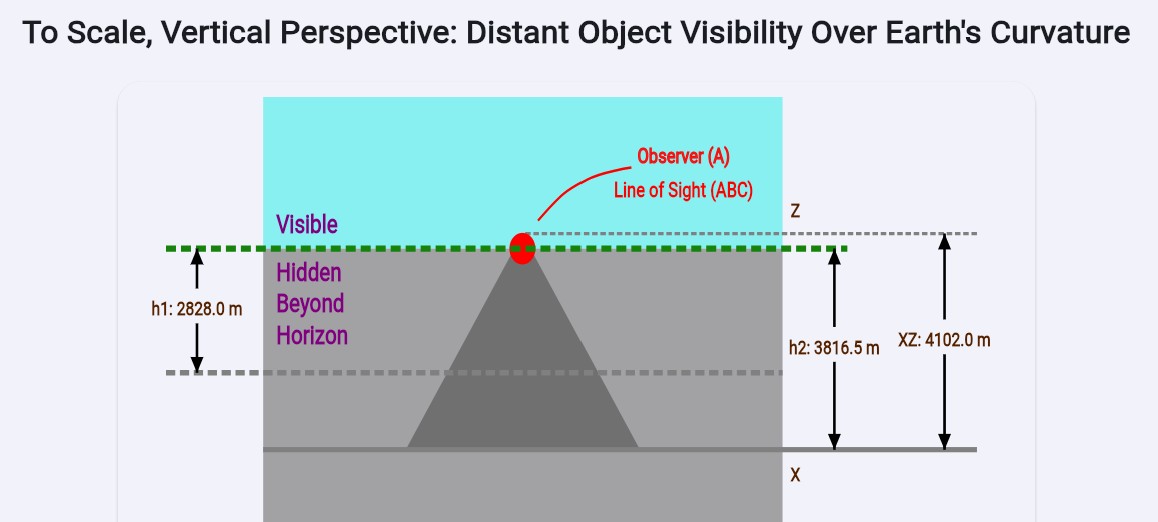 To Scale, Vertical Perspective: Distant Object Visibility Over Earth's Curvature
Observer (A)
Line of Sight (ABC)
Z
Visible
Hidden
Beyond
Horizon
h1: 2828.0 m
h2: 3816.5 m
XZ: 4102.0 m
X